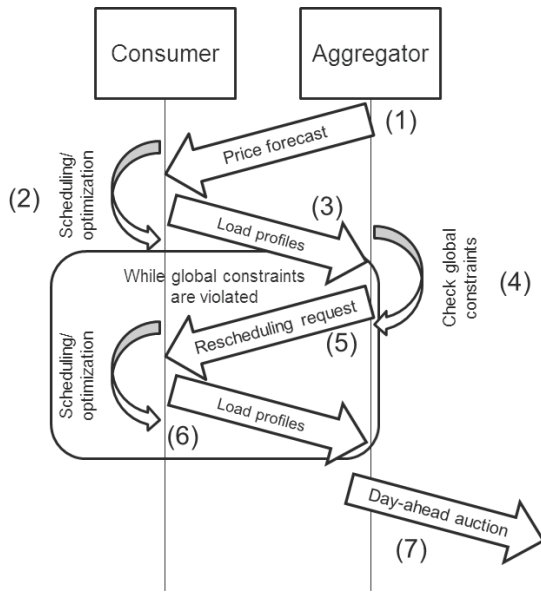 Consumer
Aggregator
(1)
Price forecast
(2)
Scheduling/
optimization
(3)
Load profiles
Check global
constraints
(4)
While global constraints
are violated
Rescheduling request
(5)
Scheduling/
optimization
Load profiles
(6)
Day-ahead auction
(7)